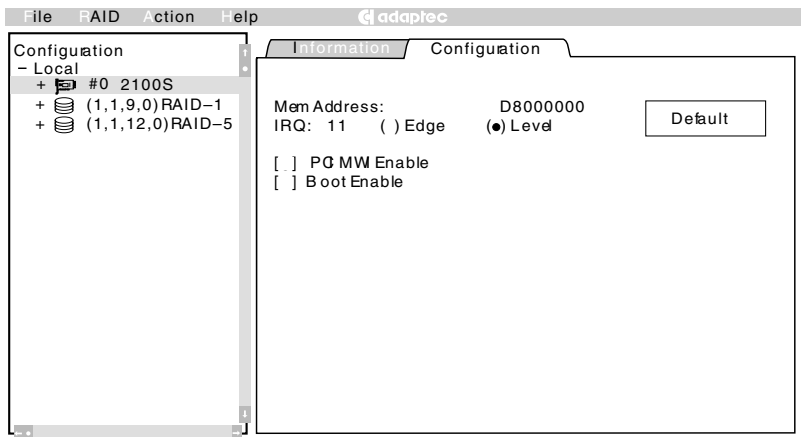 File RAID Action Help adaptec
Configuration
– Local
+ #0 2100S
+ (1,1,9,0)RAID–1
+ (1,1,12,0)RAID–5
Information Configuration
Mem Address: D8000000
IRQ: 11 ( ) Edge (●) Level
Default
[ ] PCI MWI Enable
[ ] Boot Enable